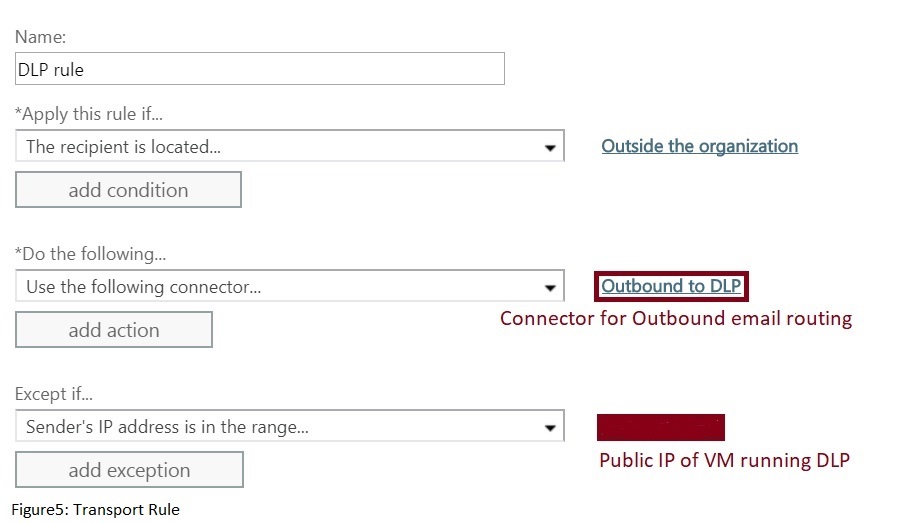 Name:
DLP rule
*Apply this rule if...
The recipient is located...
Outside the organization
add condition
*Do the following...
Use the following connector...
Outbound to DLP
add action
Connector for Outbound email routing
Except if...
Sender's IP address is in the range...
Public IP of VM running DLP
add exception
Figure5: Transport Rule